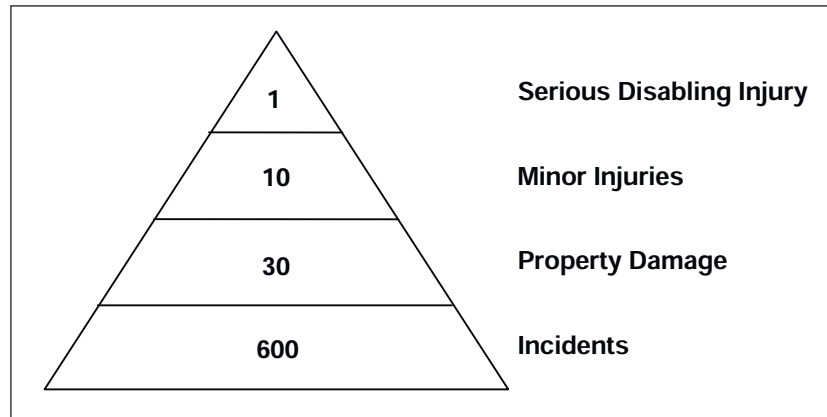 1 Serious Disabling Injury
10 Minor Injuries
30 Property Damage
600 Incidents